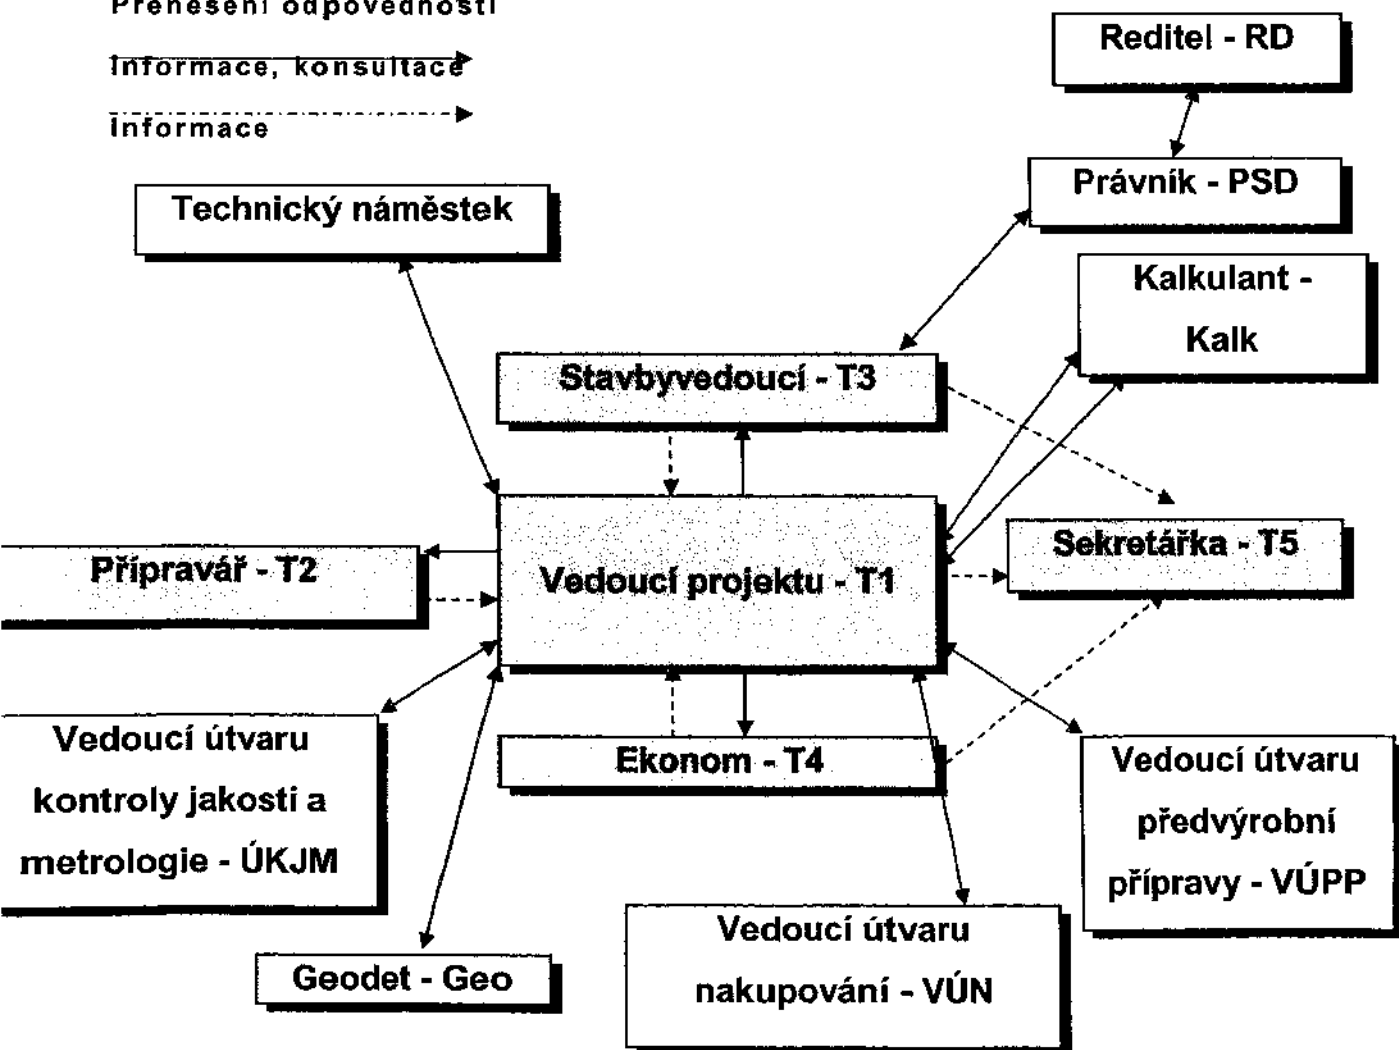 Přenesení odpovědnosti
Informace, konsultace
Informace
Reditel - RD
Právník - PSD
Technický náměstek
Kalkulant -
Kalk
Stavbyvedoucí - T3
Sekretářka - T5
Přípravář - T2
Vedoucí projektu - T1
Vedoucí útvaru
kontroly jakosti a
metrologie - ÚKJM
Ekonom - T4
Vedoucí útvaru
předvýrobní
přípravy - VÚPP
Geodet - Geo
Vedoucí útvaru
nakupování - VÚN